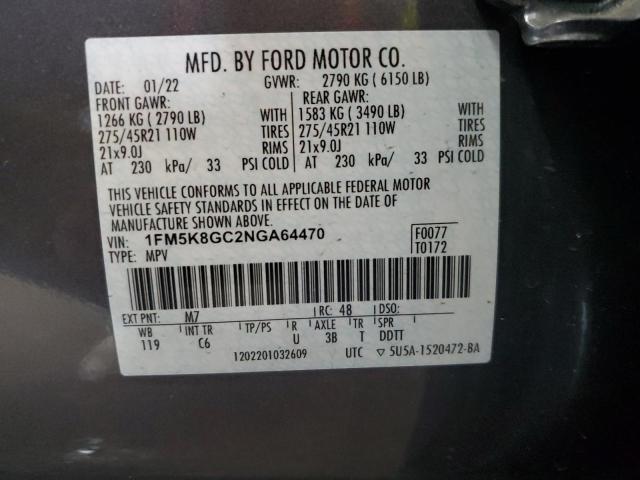 MFD. BY FORD MOTOR CO.
DATE: 01/22 GVWR: 2790 KG ( 6150 LB)
FRONT GAWR: REAR GAWR:
1266 KG ( 2790 LB) WITH 1583 KG ( 3490 LB) WITH
275/45R21 110W TIRES 275/45R21 110W TIRES
21x9.0J RIMS 21x9.0J RIMS
AT 230 kPa/ 33 PSI COLD AT 230 kPa/ 33 PSI COLD
THIS VEHICLE CONFORMS TO ALL APPLICABLE FEDERAL MOTOR
VEHICLE SAFETY STANDARDS IN EFFECT ON THE DATE OF
MANUFACTURE SHOWN ABOVE.
VIN: 1FM5K8GC2NGA64470 F0077
TYPE: MPV T0172
EXT PNT: M7 RC: 48 DSO:
WB INT TR TP/PS R AXLE TR SPR
119 C6 U 3B T DDTT
1202201032609 UTC ▽ 5U5A-1520472-BA